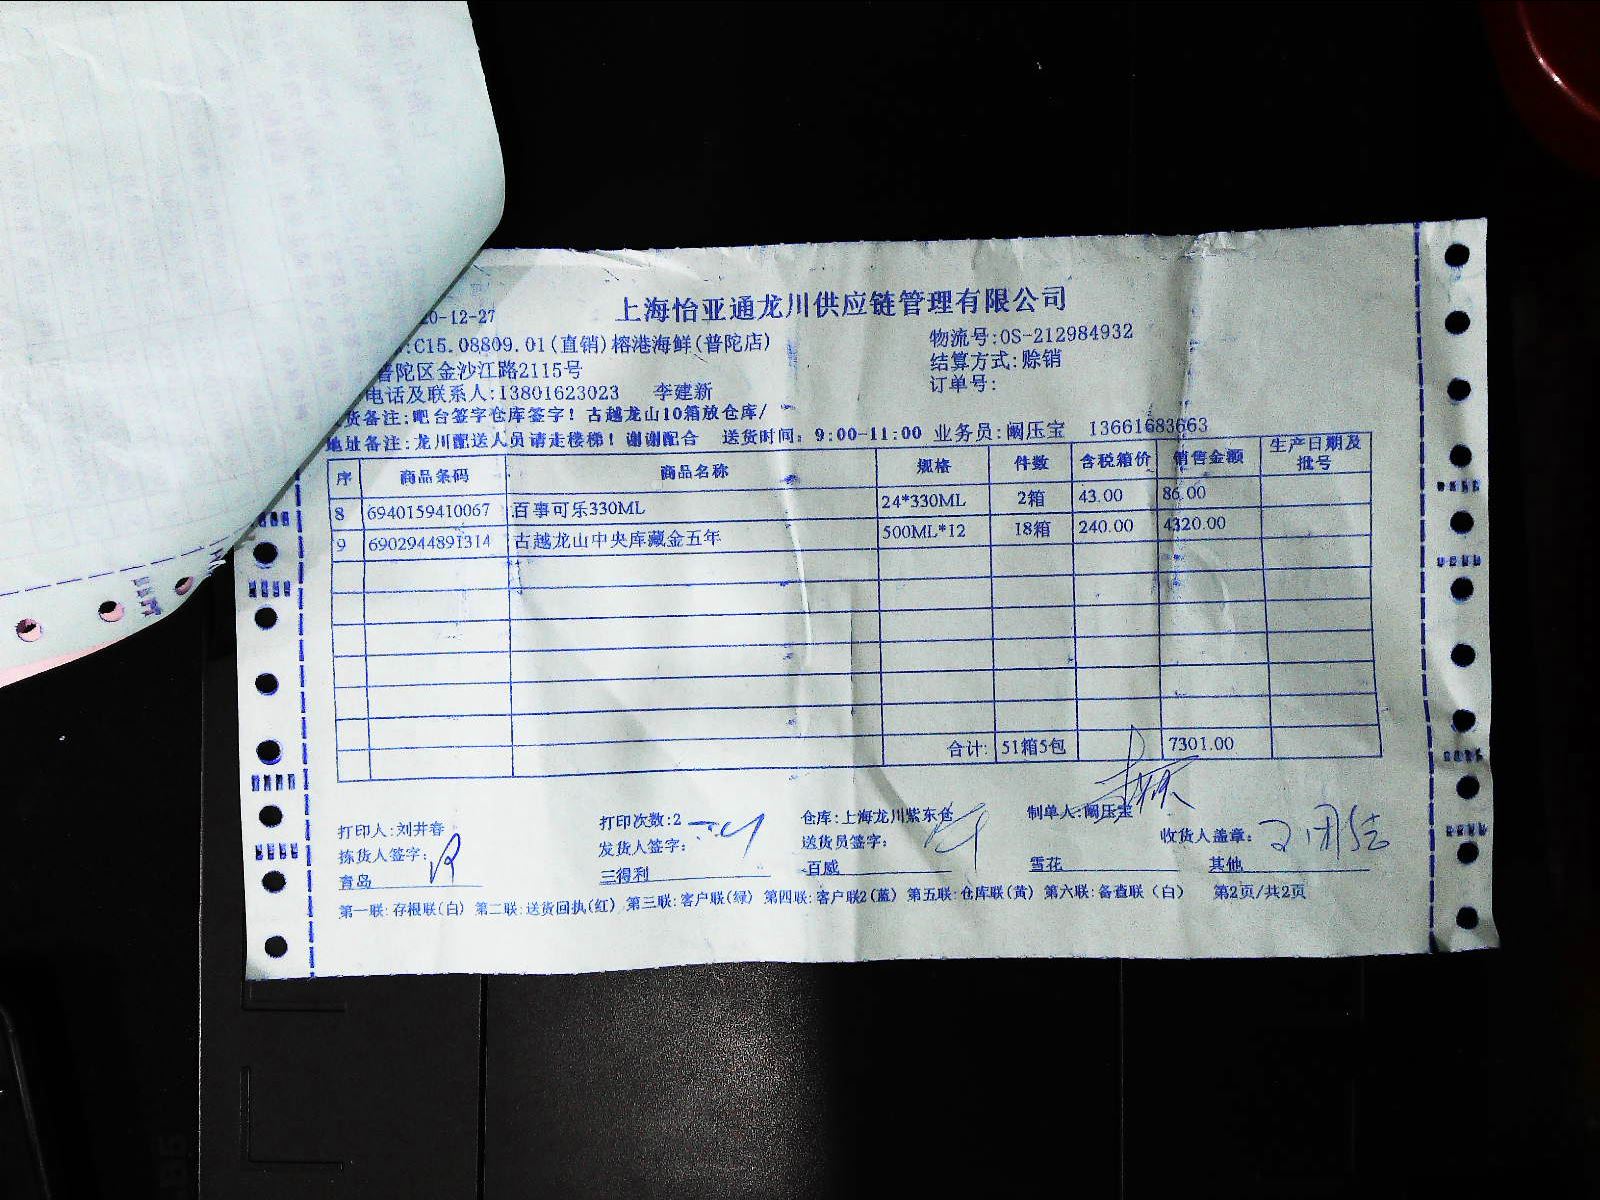 上海怡亚通龙川供应链管理有限公司
20-12-27
物流号:OS-212984932
:C15.08809.01(直销)榕港海鲜(普陀店)
结算方式:赊销
普陀区金沙江路2115号
订单号:
电话及联系人:13801623023 李建新
货备注:吧台签字仓库签字! 古越龙山10箱放仓库/
地址备注:龙川配送人员请走楼梯! 谢谢配合 送货时间: 9:00-11:00 业务员:阚压宝 13661683663
序 商品条码 商品名称 规格 件数 含税箱价 销售金额 生产日期及批号
8 6940159410067 百事可乐330ML 24*330ML 2箱 43.00 86.00
9 6902944891314 古越龙山中央库藏金五年 500ML*12 18箱 240.00 4320.00
合计: 51箱5包 7301.00
打印人:刘井春 打印次数:2 仓库:上海龙川紫东仓 制单人:阚压宝
拣货人签字: 发货人签字: 送货员签字: 收货人盖章:
青岛 三得利 百威 雪花 其他
第一联:存根联(白) 第二联:送货回执(红) 第三联:客户联(绿) 第四联:客户联2(蓝) 第五联:仓库联(黄) 第六联:备查联(白) 第2页/共2页